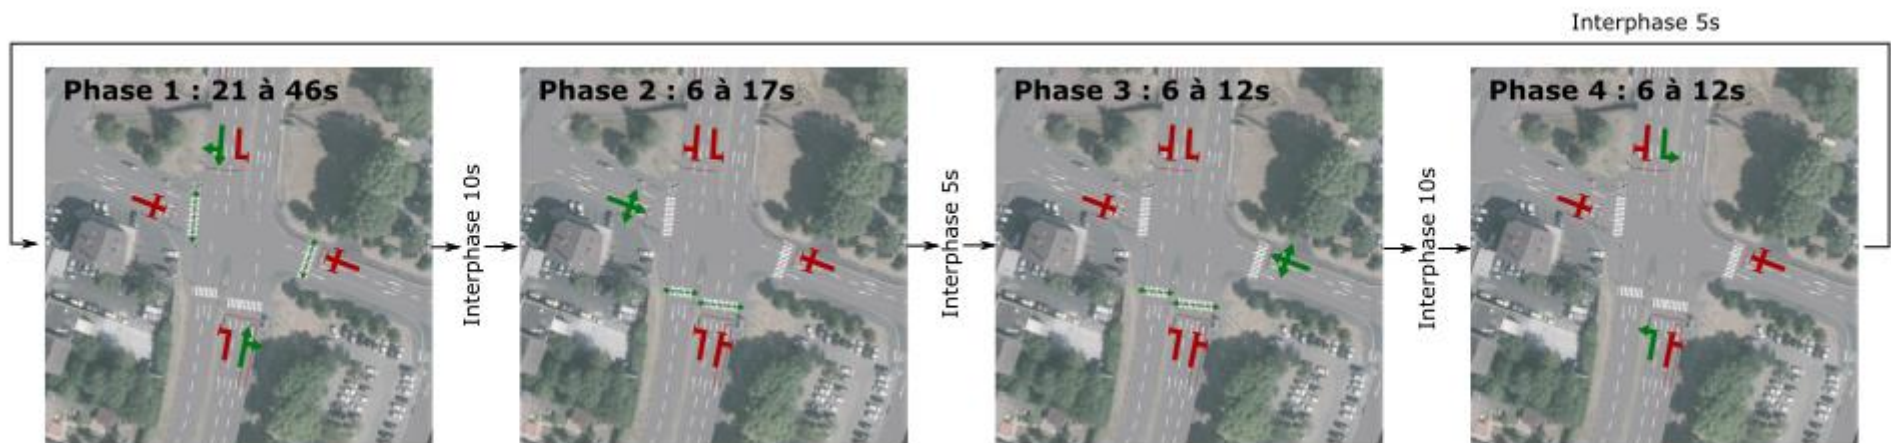 Interphase 5s
Phase 1 : 21 à 46s
Interphase 10s
Phase 2 : 6 à 17s
Interphase 5s
Phase 3 : 6 à 12s
Interphase 10s
Phase 4 : 6 à 12s